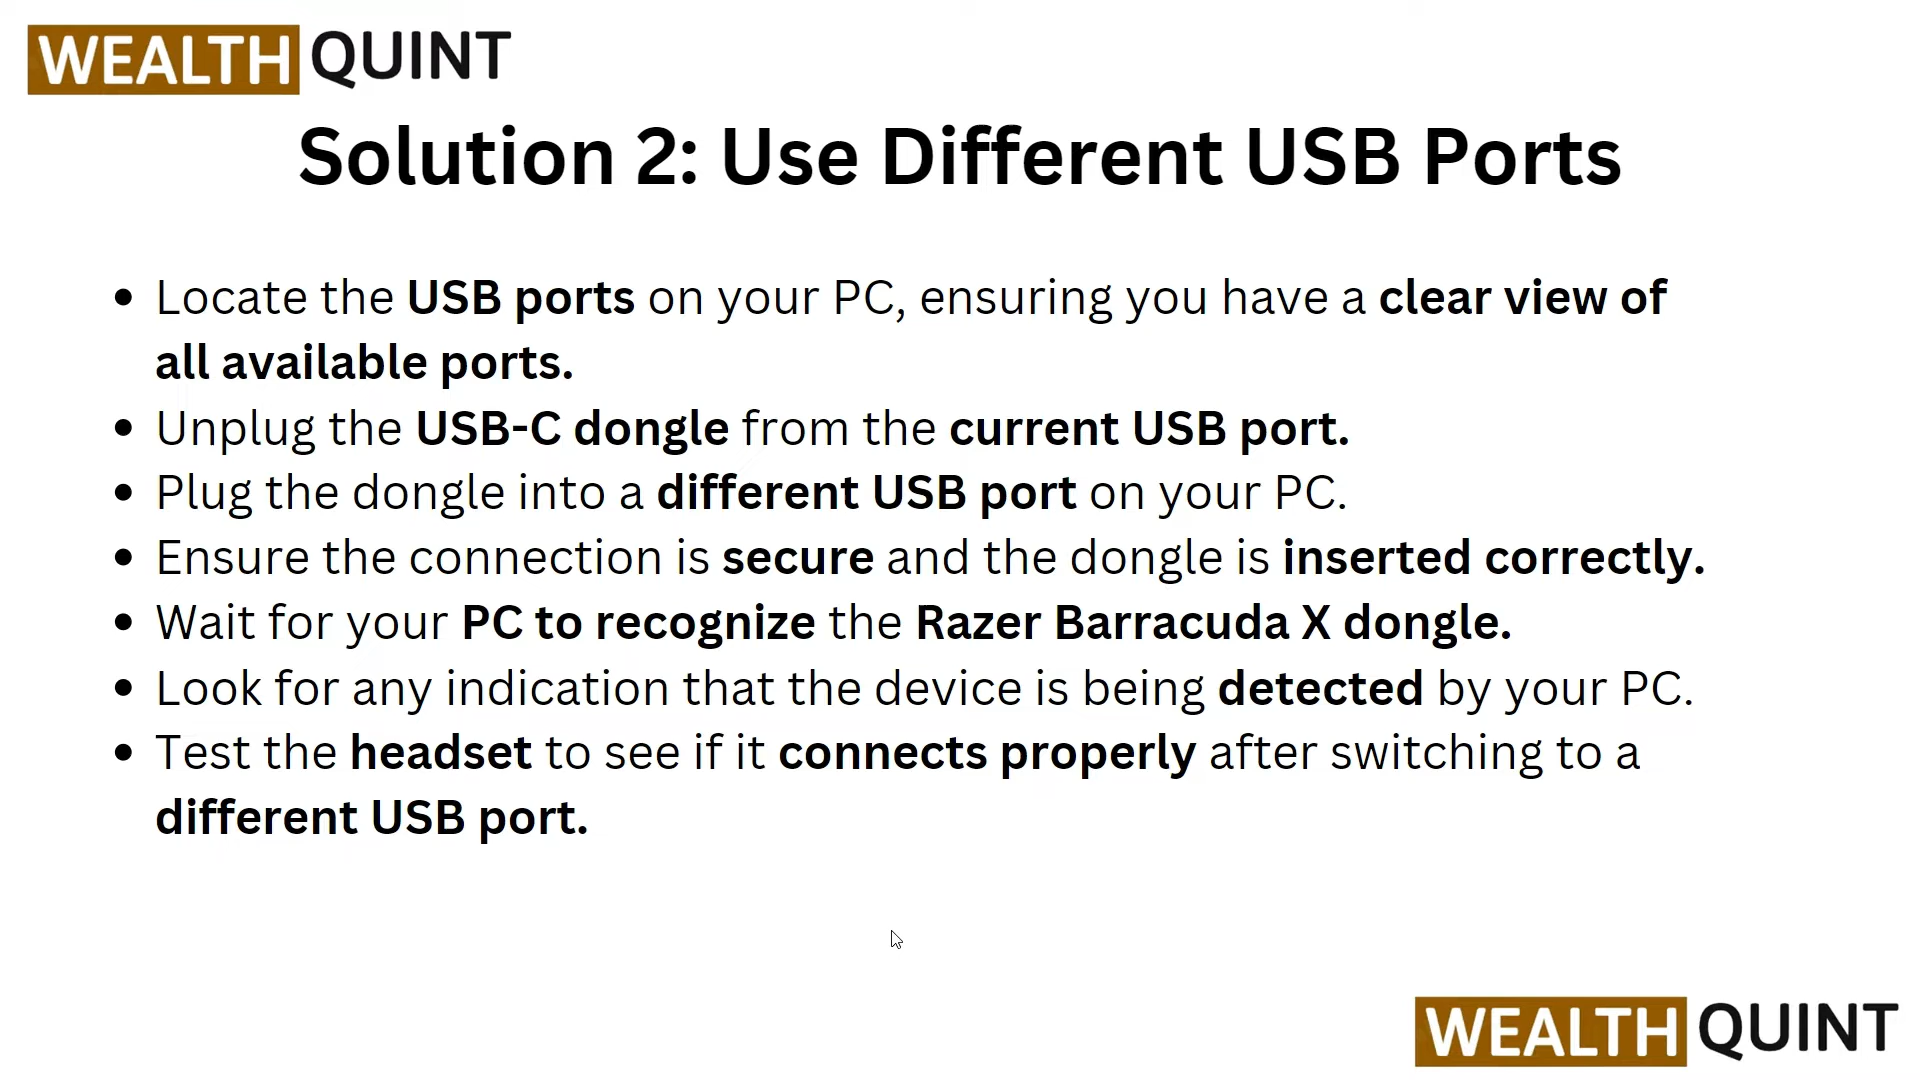 WEALTH QUINT
Solution 2: Use Different USB Ports
• Locate the USB ports on your PC, ensuring you have a clear view of
all available ports.
• Unplug the USB-C dongle from the current USB port.
• Plug the dongle into a different USB port on your PC.
• Ensure the connection is secure and the dongle is inserted correctly.
• Wait for your PC to recognize the Razer Barracuda X dongle.
• Look for any indication that the device is being detected by your PC.
• Test the headset to see if it connects properly after switching to a
different USB port.
WEALTH QUINT